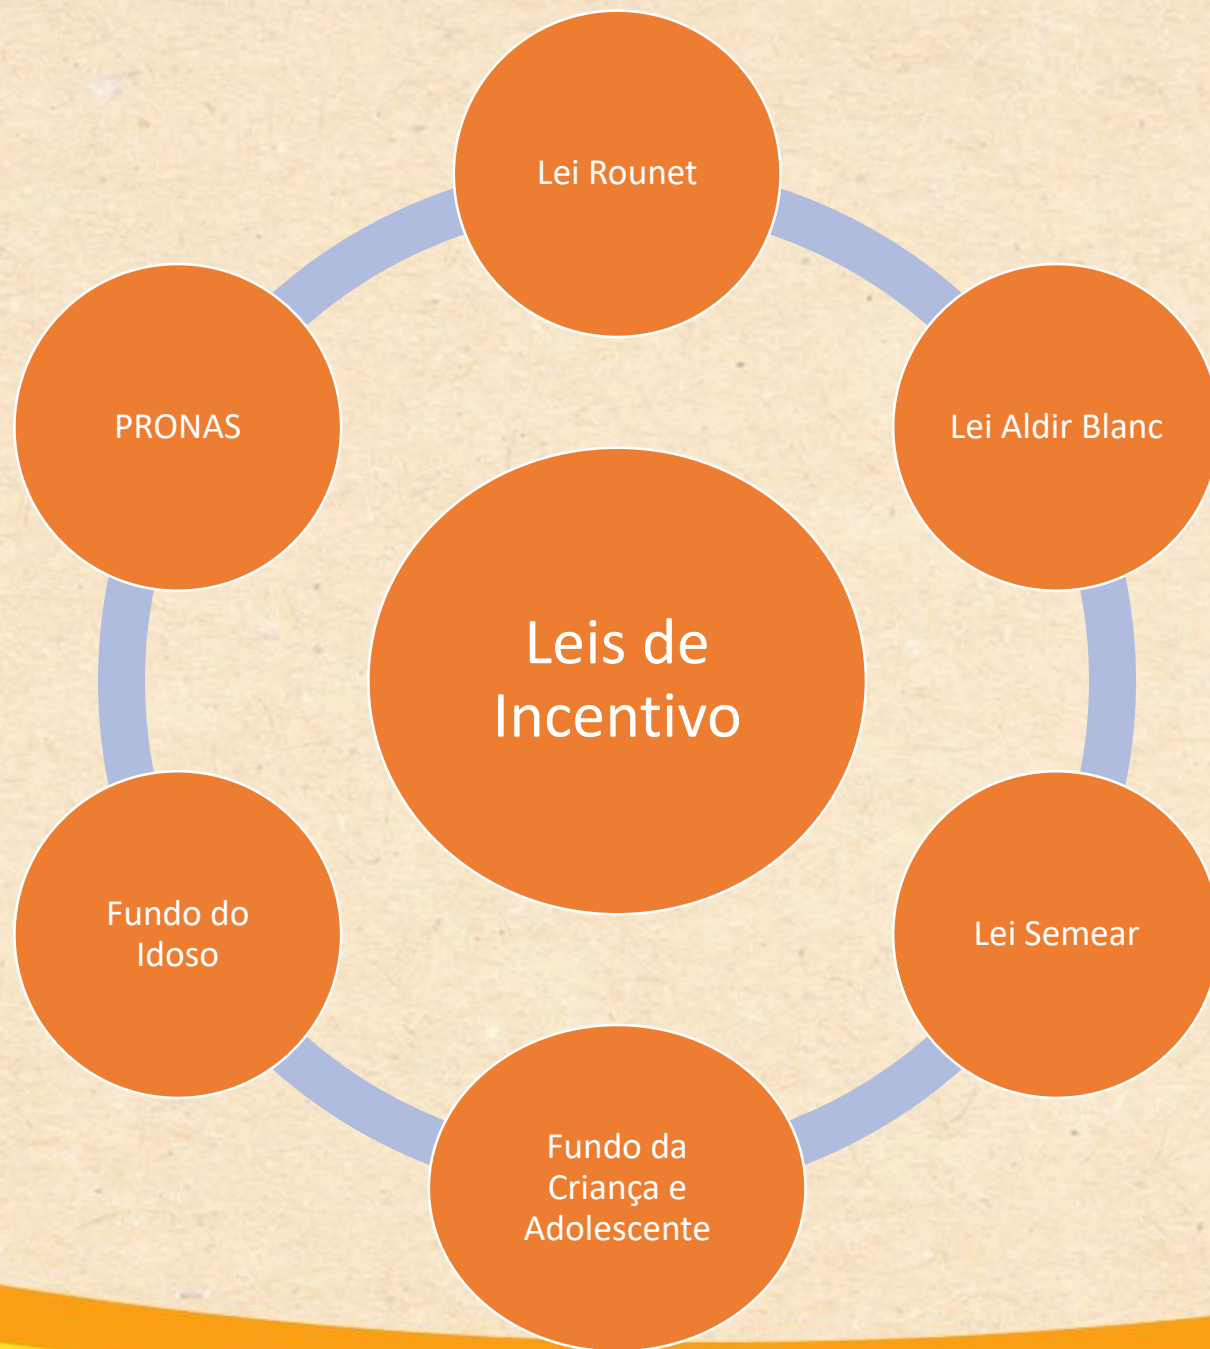 Lei Rounet
PRONAS
Lei Aldir Blanc
Leis de
Incentivo
Fundo do
Idoso
Lei Semear
Fundo da
Criança e
Adolescente